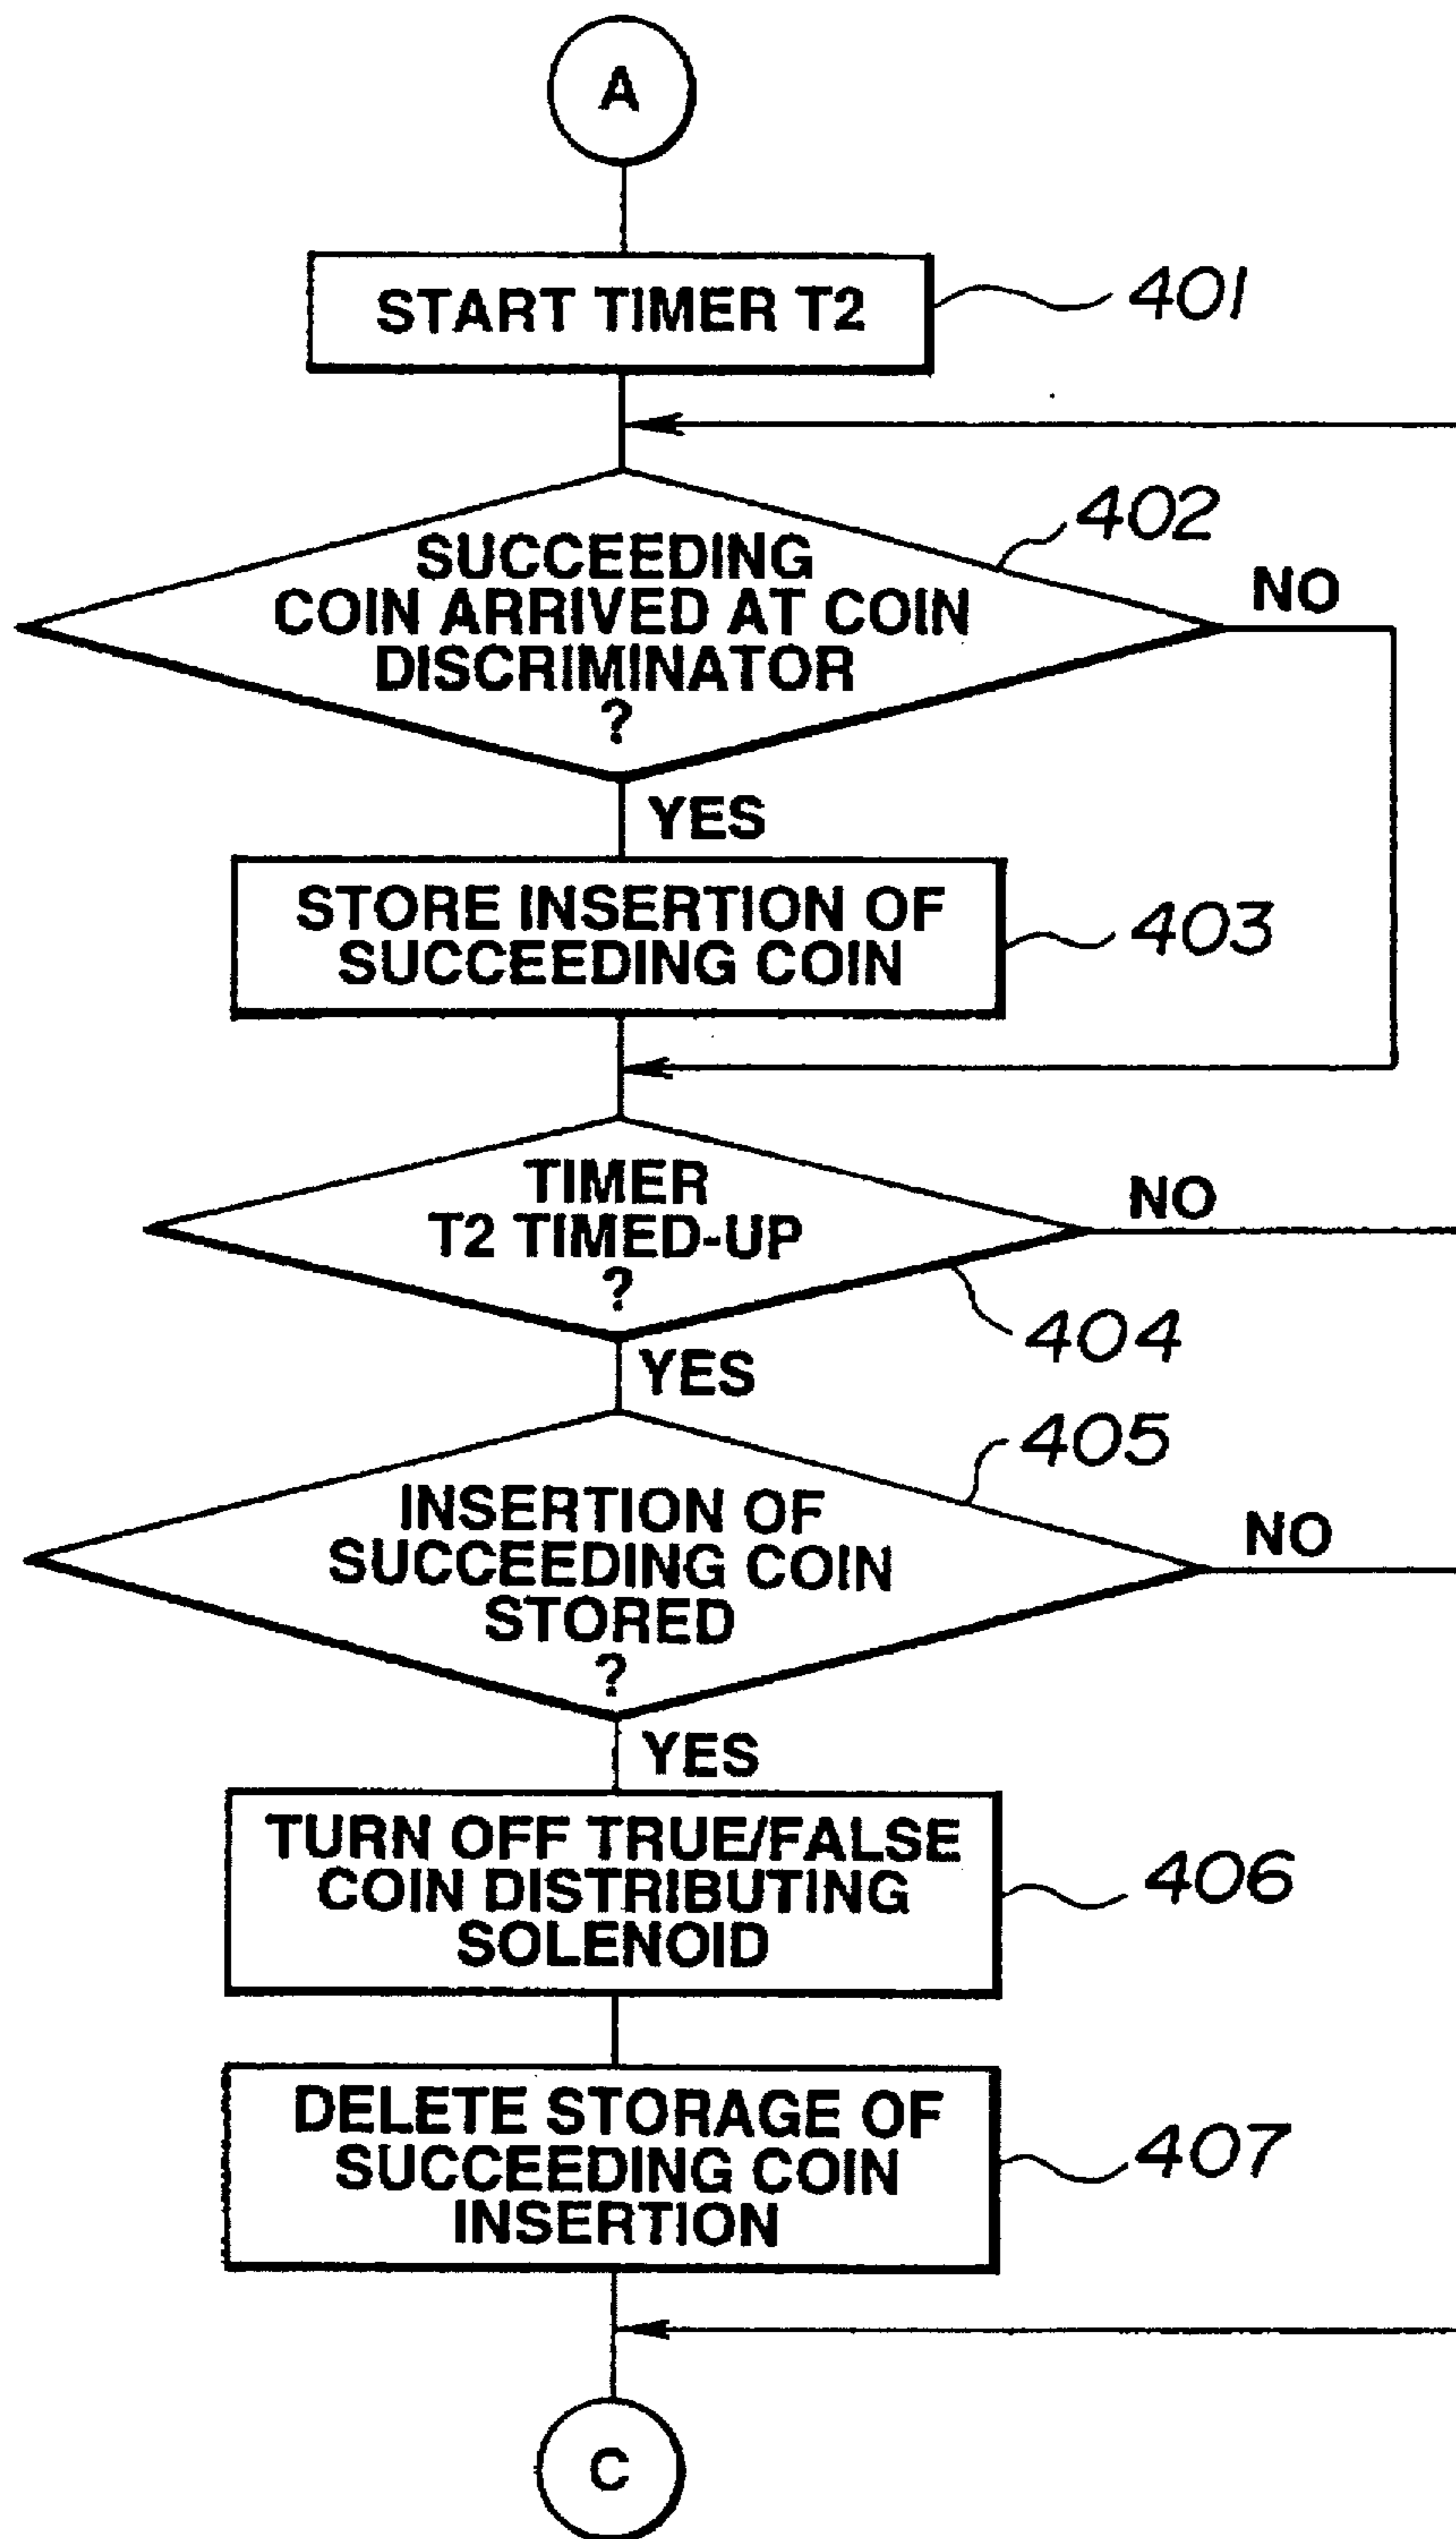 A
START TIMER T2
401
402
SUCCEEDING
COIN ARRIVED AT COIN
DISCRIMINATOR
?
NO
YES
STORE INSERTION OF
SUCCEEDING COIN
403
TIMER
T2 TIMED-UP
?
NO
404
YES
405
INSERTION OF
SUCCEEDING COIN
STORED
?
NO
YES
TURN OFF TRUE/FALSE
COIN DISTRIBUTING
SOLENOID
406
DELETE STORAGE OF
SUCCEEDING COIN
INSERTION
407
C